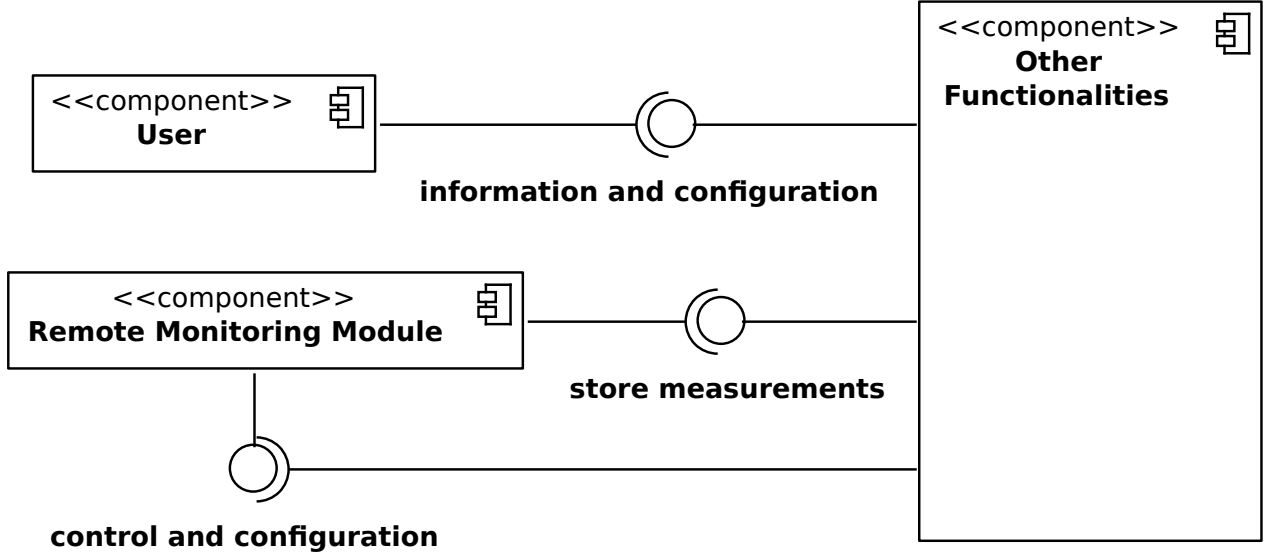 <<component>>
User
information and configuration
<<component>>
Other
Functionalities
<<component>>
Remote Monitoring Module
store measurements
control and configuration